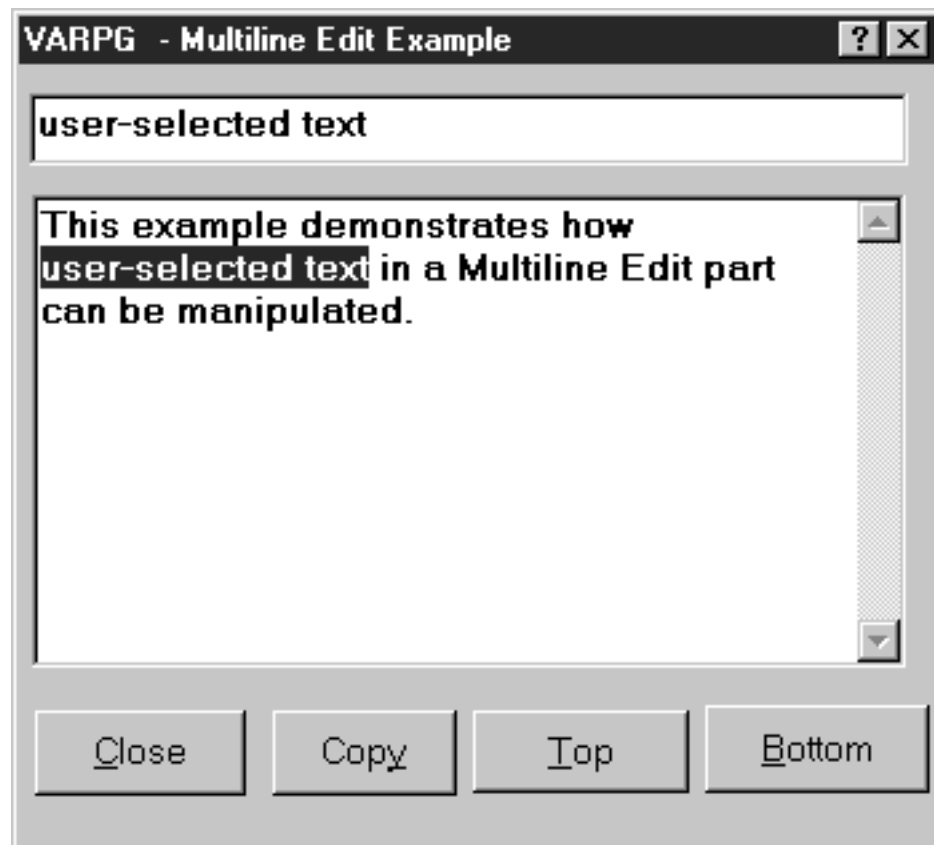 VARPG - Multiline Edit Example
user-selected text
This example demonstrates how
user-selected text in a Multiline Edit part
can be manipulated.
Close Copy Top Bottom